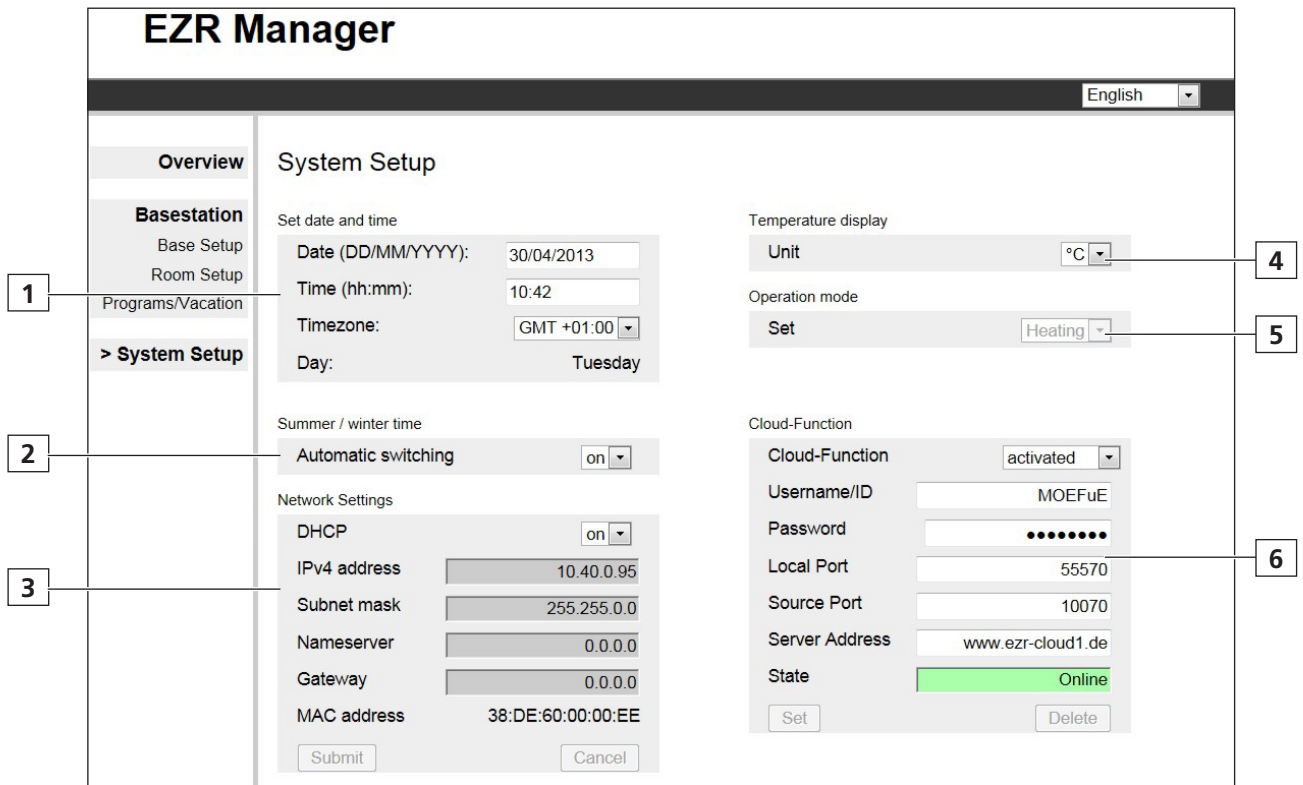 EZR Manager
English
Overview
Basestation
Base Setup
Room Setup
Programs/Vacation
> System Setup
System Setup
Set date and time
Date (DD/MM/YYYY): 30/04/2013
Time (hh:mm): 10:42
Timezone: GMT +01:00
Day: Tuesday
1
Summer / winter time
Automatic switching on
2
Network Settings
DHCP on
IPv4 address 10.40.0.95
Subnet mask 255.255.0.0
Nameserver 0.0.0.0
Gateway 0.0.0.0
MAC address 38:DE:60:00:00:EE
Submit Cancel
3
Temperature display
Unit °C
4
Operation mode
Set Heating
5
Cloud-Function
Cloud-Function activated
Username/ID MOEFuE
Password ●●●●●●●●
Local Port 55570
Source Port 10070
Server Address www.ezr-cloud1.de
State Online
Set Delete
6